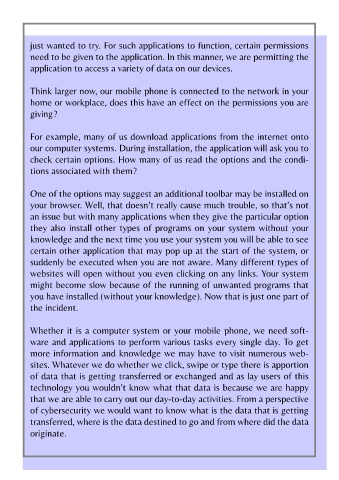 just wanted to try. For such applications to function, certain permissions
need to be given to the application. In this manner, we are permitting the
application to access a variety of data on our devices.
Think larger now, our mobile phone is connected to the network in your
home or workplace, does this have an effect on the permissions you are
giving?
For example, many of us download applications from the internet onto
our computer systems. During installation, the application will ask you to
check certain options. How many of us read the options and the condi-
tions associated with them?
One of the options may suggest an additional toolbar may be installed on
your browser. Well, that doesn't really cause much trouble, so that's not
an issue but with many applications when they give the particular option
they also install other types of programs on your system without your
knowledge and the next time you use your system you will be able to see
certain other application that may pop up at the start of the system, or
suddenly be executed when you are not aware. Many different types of
websites will open without you even clicking on any links. Your system
might become slow because of the running of unwanted programs that
you have installed (without your knowledge). Now that is just one part of
the incident.
Whether it is a computer system or your mobile phone, we need soft-
ware and applications to perform various tasks every single day. To get
more information and knowledge we may have to visit numerous web-
sites. Whatever we do whether we click, swipe or type there is apportion
of data that is getting transferred or exchanged and as lay users of this
technology you wouldn't know what that data is because we are happy
that we are able to carry out our day-to-day activities. From a perspective
of cybersecurity we would want to know what is the data that is getting
transferred, where is the data destined to go and from where did the data
originate.